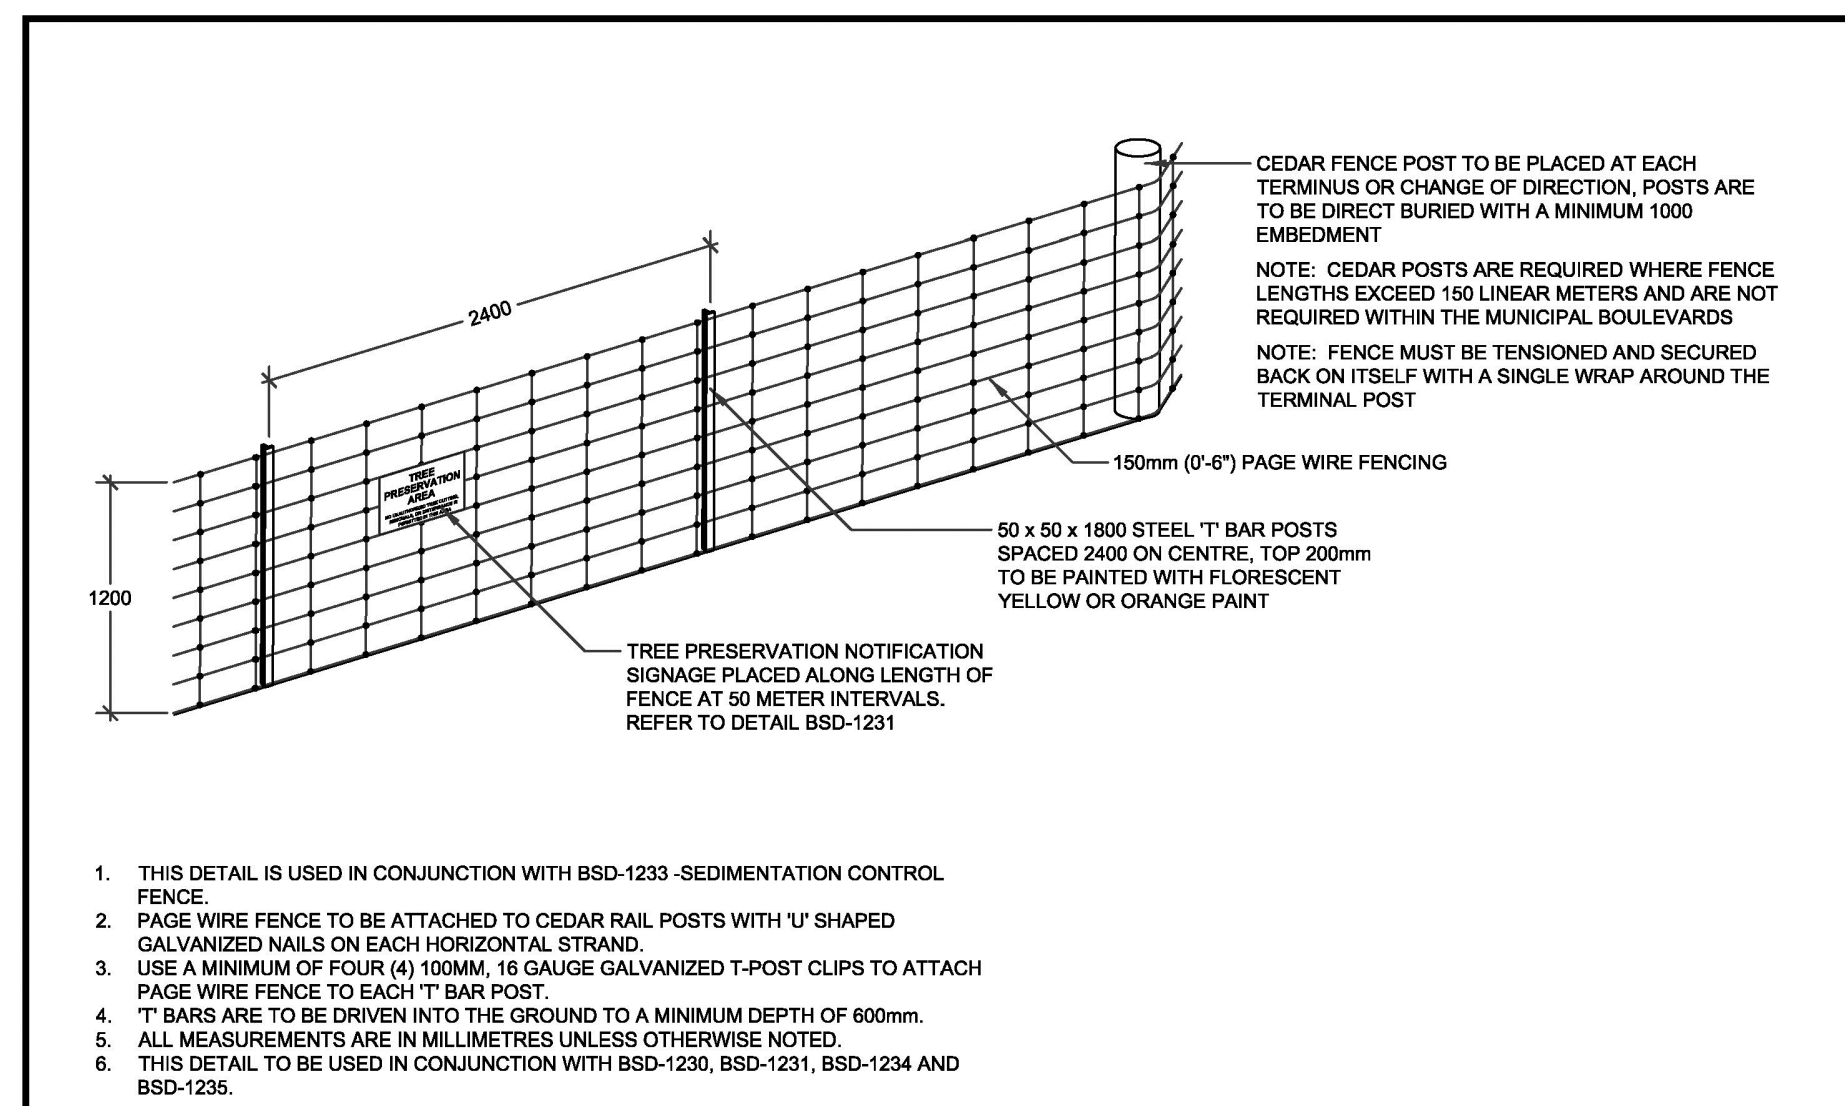 CEDAR FENCE POST TO BE PLACED AT EACH
TERMINUS OR CHANGE OF DIRECTION, POSTS ARE
TO BE DIRECT BURIED WITH A MINIMUM 1000
EMBEDMENT
NOTE: CEDAR POSTS ARE REQUIRED WHERE FENCE
LENGTHS EXCEED 150 LINEAR METERS AND ARE NOT
REQUIRED WITHIN THE MUNICIPAL BOULEVARDS
NOTE: FENCE MUST BE TENSIONED AND SECURED
BACK ON ITSELF WITH A SINGLE WRAP AROUND THE
TERMINAL POST
2400
150mm (0'-6") PAGE WIRE FENCING
TREE
PRESERVATION
AREA
50 x 50 x 1800 STEEL 'T' BAR POSTS
SPACED 2400 ON CENTRE, TOP 200mm
TO BE PAINTED WITH FLORESCENT
YELLOW OR ORANGE PAINT
1200
TREE PRESERVATION NOTIFICATION
SIGNAGE PLACED ALONG LENGTH OF
FENCE AT 50 METER INTERVALS.
REFER TO DETAIL BSD-1231
1. THIS DETAIL IS USED IN CONJUNCTION WITH BSD-1233 -SEDIMENTATION CONTROL
FENCE.
2. PAGE WIRE FENCE TO BE ATTACHED TO CEDAR RAIL POSTS WITH 'U' SHAPED
GALVANIZED NAILS ON EACH HORIZONTAL STRAND.
3. USE A MINIMUM OF FOUR (4) 100MM, 16 GAUGE GALVANIZED T-POST CLIPS TO ATTACH
PAGE WIRE FENCE TO EACH 'T' BAR POST.
4. 'T' BARS ARE TO BE DRIVEN INTO THE GROUND TO A MINIMUM DEPTH OF 600mm.
5. ALL MEASUREMENTS ARE IN MILLIMETRES UNLESS OTHERWISE NOTED.
6. THIS DETAIL TO BE USED IN CONJUNCTION WITH BSD-1230, BSD-1231, BSD-1234 AND
BSD-1235.